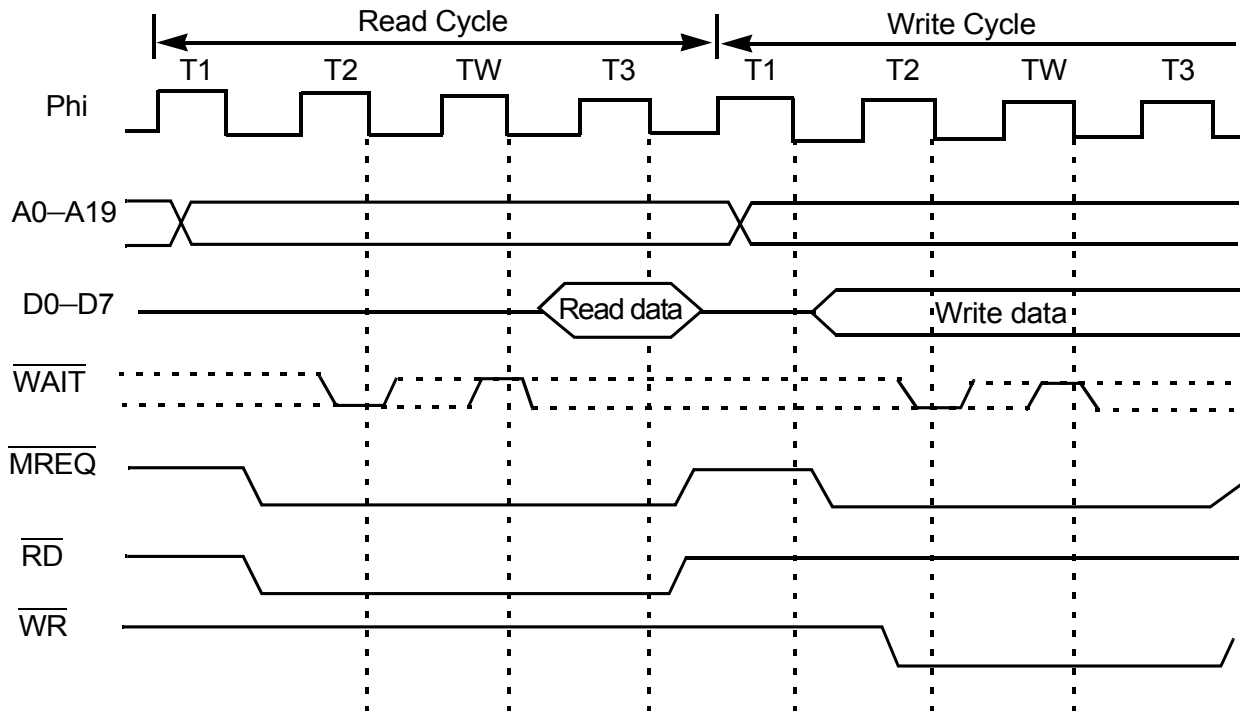 Read Cycle Write Cycle
T1 T2 TW T3 T1 T2 TW T3
Phi
A0–A19
D0–D7 Read data Write data
WAIT
MREQ
RD
WR